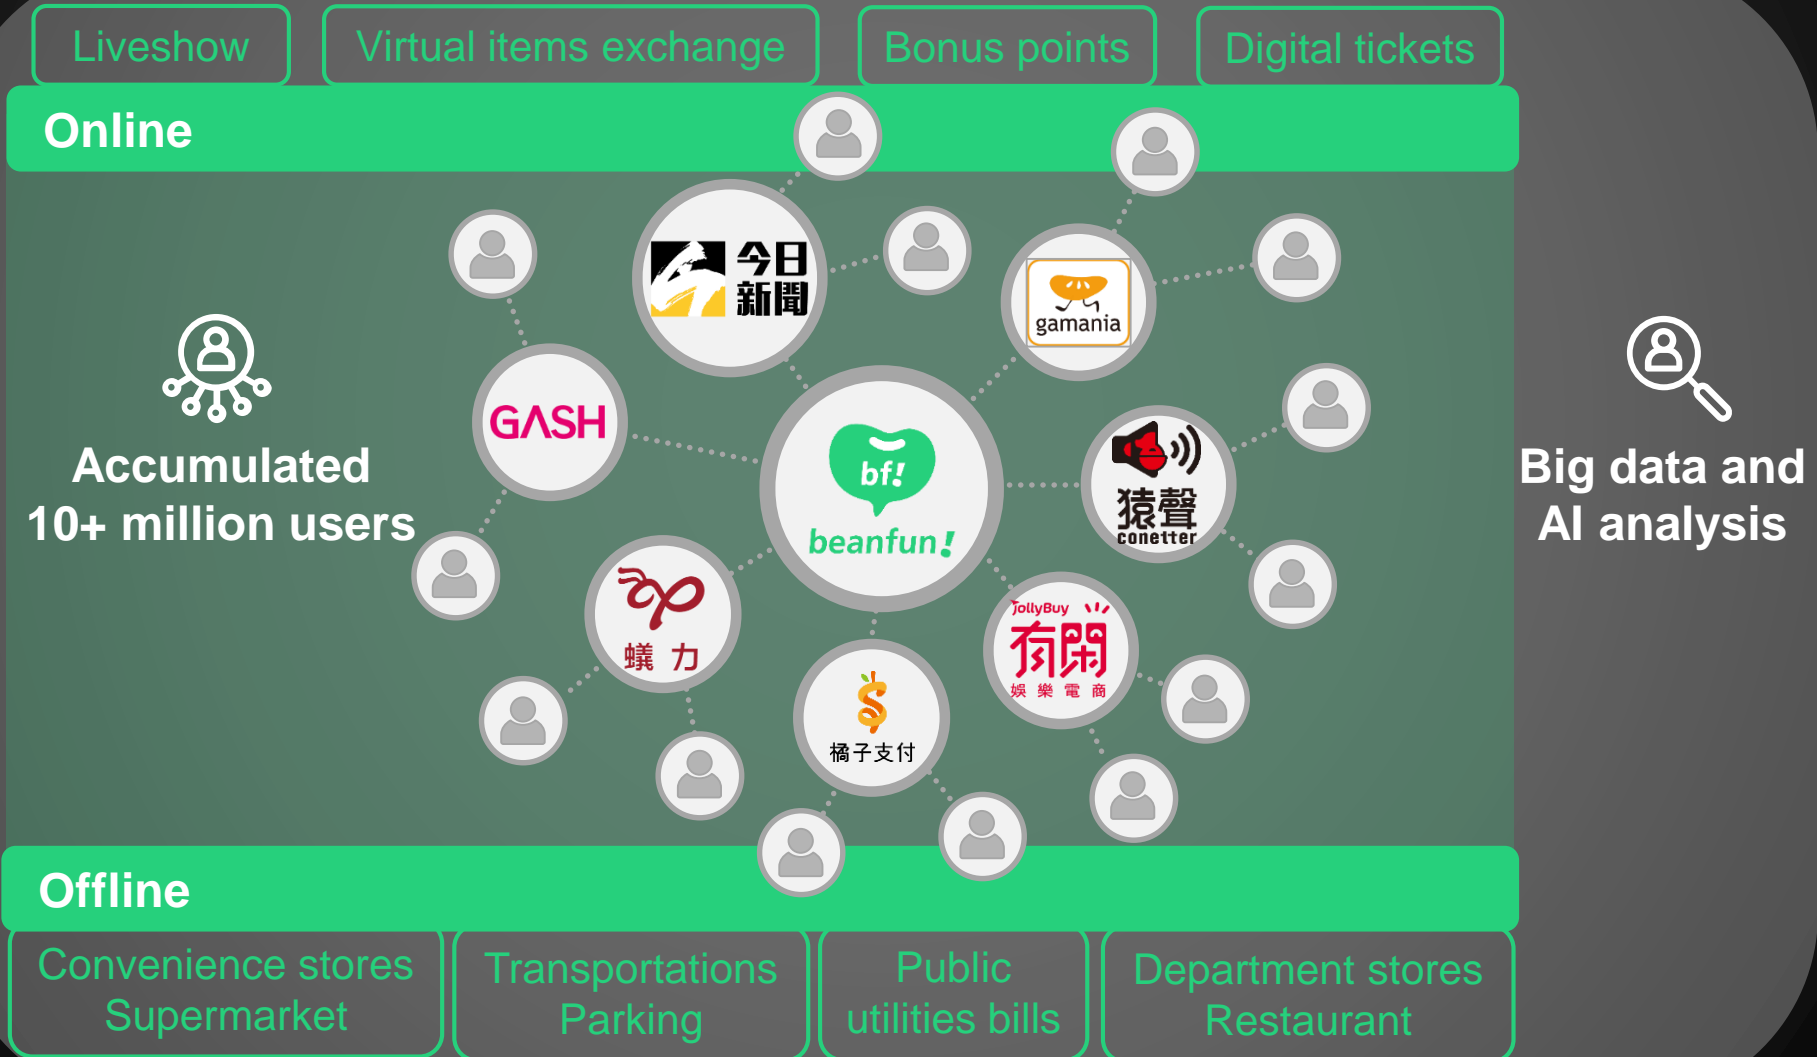 Liveshow
Virtual items exchange
Bonus points
Digital tickets
Online
今日
新聞
gamania
GASH
bf!
beanfun!
猿聲
conetter
Accumulated
10+ million users
Big data and
AI analysis
蟻力
jollyBuy
有閑
娛樂電商
橘子支付
Offline
Convenience stores
Supermarket
Transportations
Parking
Public
utilities bills
Department stores
Restaurant